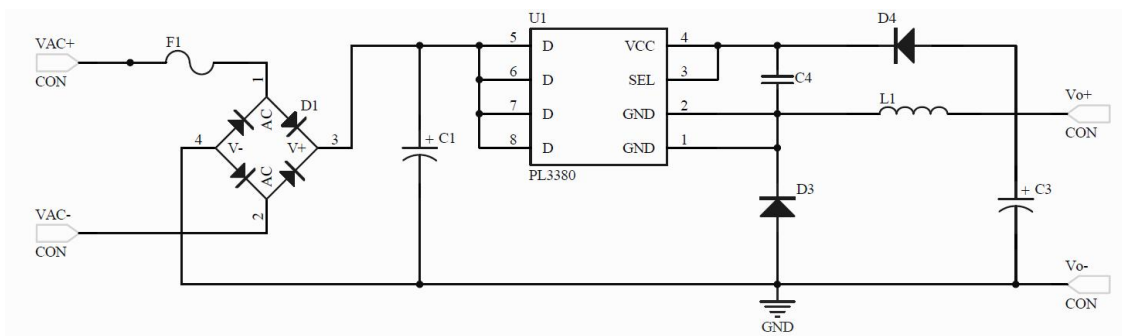 U1
D4
VAC+
F1
5
D
VCC
4
CON
1
6
D
SEL
3
C4
AC
D1
7
D
GND
2
L1
Vo+
4
V-
V+
3
+ C1
8
D
GND
1
CON
AC
PL3380
D3
VAC-
2
+ C3
CON
Vo-
CON
GND